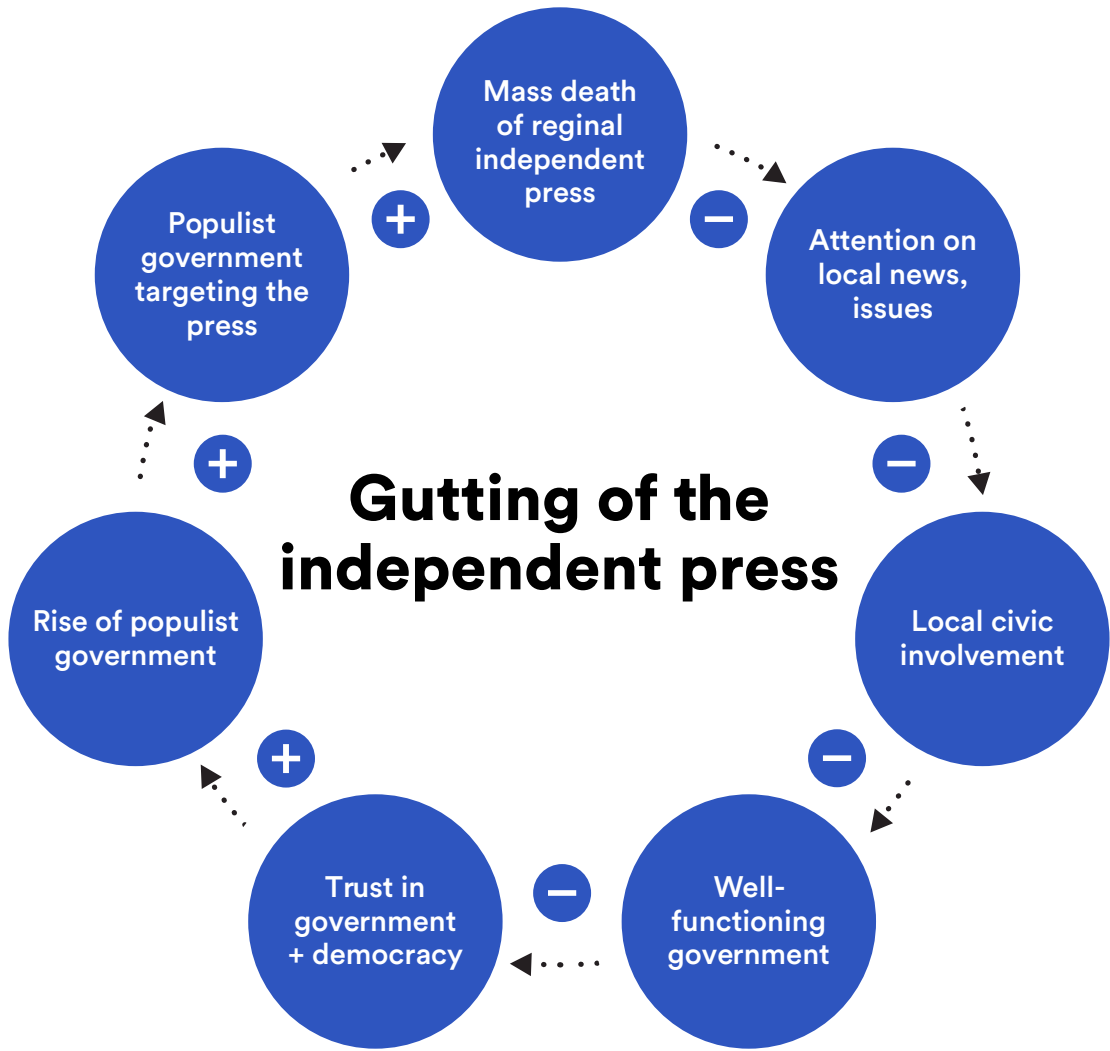 Mass death
of reginal
independent
press
−
Attention on
local news,
issues
−
Local civic
involvement
−
Well-
functioning
government
−
Trust in
government
+ democracy
+
Rise of populist
government
+
Populist
government
targeting the
press
+
Gutting of the
independent press